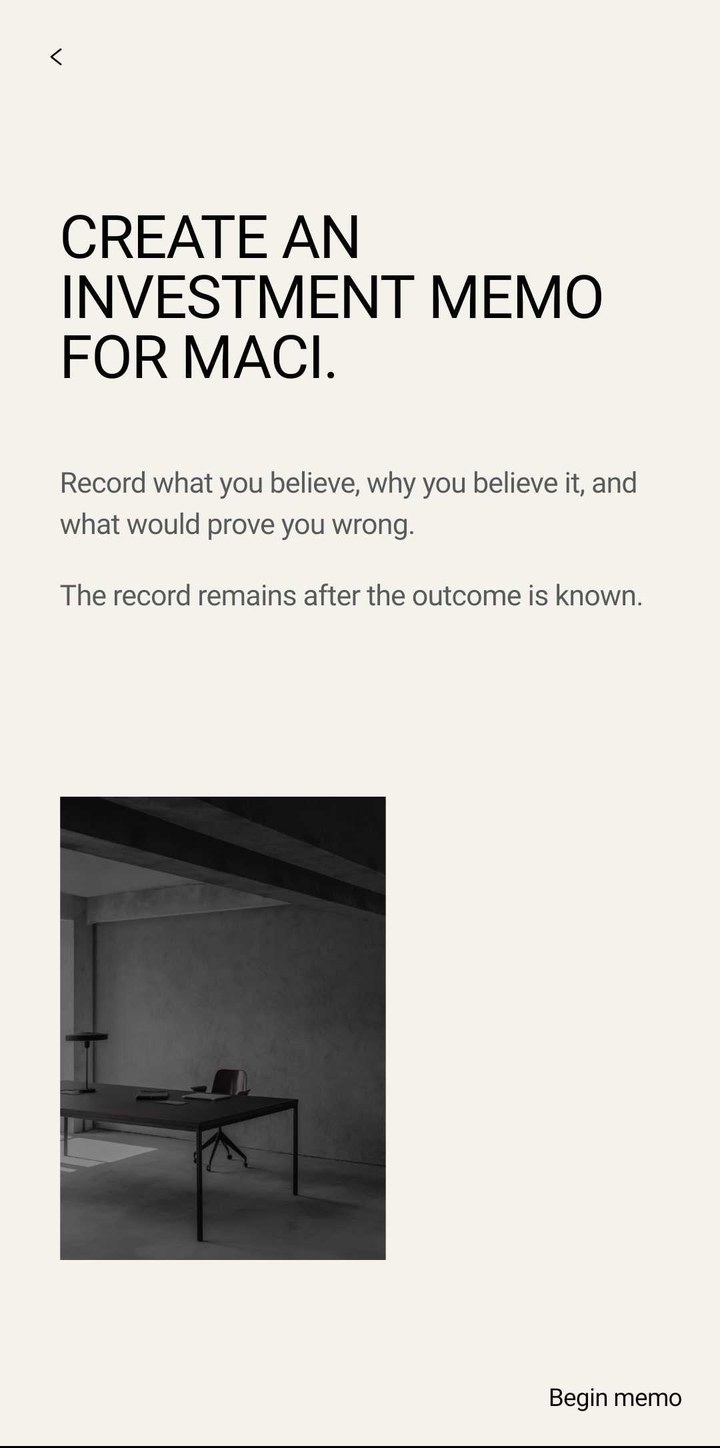 CREATE AN
INVESTMENT MEMO
FOR MACI.
Record what you believe, why you believe it, and
what would prove you wrong.
The record remains after the outcome is known.
Begin memo